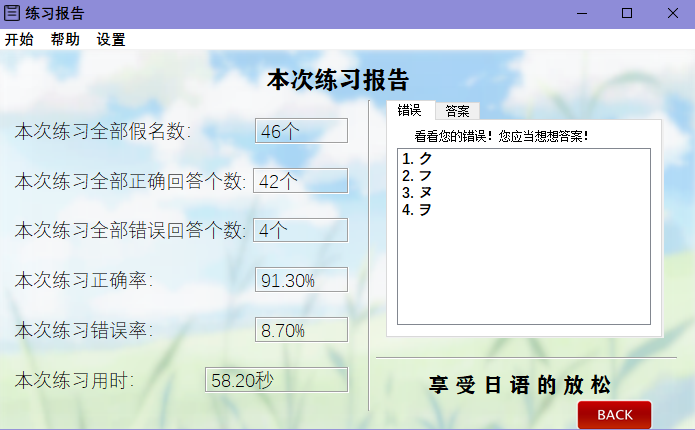 练习报告
开始 帮助 设置
本次练习报告
本次练习全部假名数: 46个
本次练习全部正确回答个数: 42个
本次练习全部错误回答个数: 4个
本次练习正确率: 91.30%
本次练习错误率: 8.70%
本次练习用时: 58.20秒
错误 答案
看看您的错误！您应当想想答案！
1. ク
2. フ
3. ヌ
4. ヲ
享受日语的放松
BACK